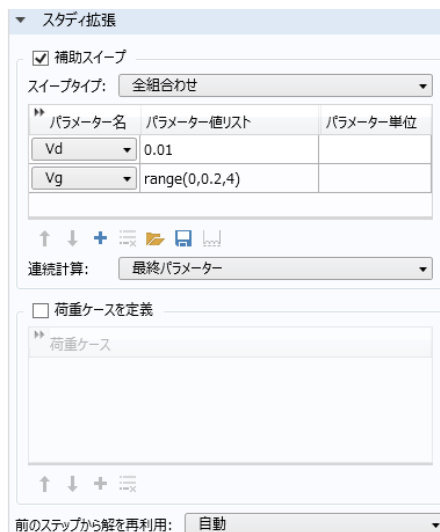 スタディ拡張
補助スイープ
スイープタイプ: 全組合わせ
パラメーター名 パラメーター値リスト パラメーター単位
Vd 0.01
Vg range(0,0.2,4)
連続計算: 最終パラメーター
荷重ケースを定義
荷重ケース
前のステップから解を再利用: 自動